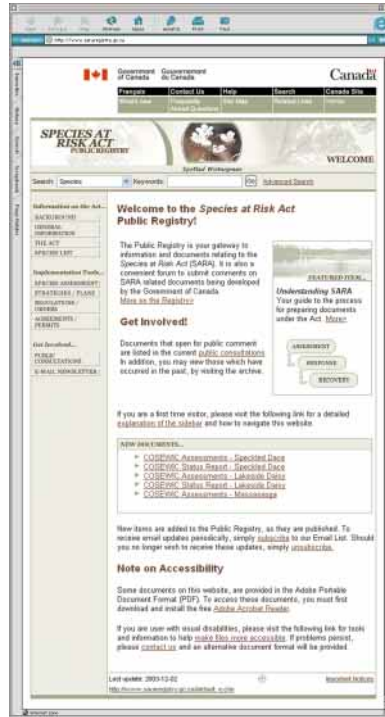 http://www.sararegistry.gc.ca
Government of Canada
Gouvernement du Canada
Canada
Français
Contact Us
Help
Search
Canada Site
What's new
Frequently Asked Questions
Site Map
Related Links
Home
SPECIES AT
RISK ACT
PUBLIC REGISTRY
WELCOME
Search:
Species
Keywords:
Go
Advanced Search
Information on the Act...
BACKGROUND
GENERAL
INFORMATION
THE ACT
SPECIES LIST
Implementation Tools...
SPECIES ASSESSMENT
STRATEGIES / PLANS
REGULATIONS /
ORDERS
AGREEMENTS /
PERMITS
Get Involved...
PUBLIC
CONSULTATIONS
E-MAIL NEWSLETTER
Welcome to the Species at Risk Act
Public Registry!
The Public Registry is your gateway to
information and documents relating to the
Species at Risk Act (SARA). It is also a
convenient forum to submit comments on
SARA related documents being developed
by the Government of Canada.
More on the Registry>
FEATURED ITEM...
Understanding SARA
Your guide to the process
for preparing documents
under the Act. More>
ASSESSMENT
RESPONSE
RECOVERY
Get Involved!
Documents that open for public comment
are listed in the current public consultations
In addition, you may view those which have
occurred in the past, by visiting the archive.
If you are a first time visitor, please visit the following link for a detailed
explanation of the sidebar and how to navigate this website.
NEW DOCUMENTS...
COSEWIC Assessments - Speckled Dace
COSEWIC Status Report - Speckled Dace
COSEWIC Assessments - Lakeside Daisy
COSEWIC Status Report - Lakeside Daisy
COSEWIC Assessments - Massasauga
New items are added to the Public Registry, as they are published. To
receive email updates periodically, simply subscribe to our Email List. Should
you no longer wish to receive these updates, simply unsubscribe.
Note on Accessibility
Some documents on this website, are provided in the Adobe Portable
Document Format (PDF). To access these documents, you must first
download and install the free Adobe Acrobat Reader.
If you are user with visual disabilities, please visit the following link for tools
and information to help make files more accessible. If problems persist,
please contact us and an alternative document format will be provided.
Last update: 2003-12-02
Important Notices